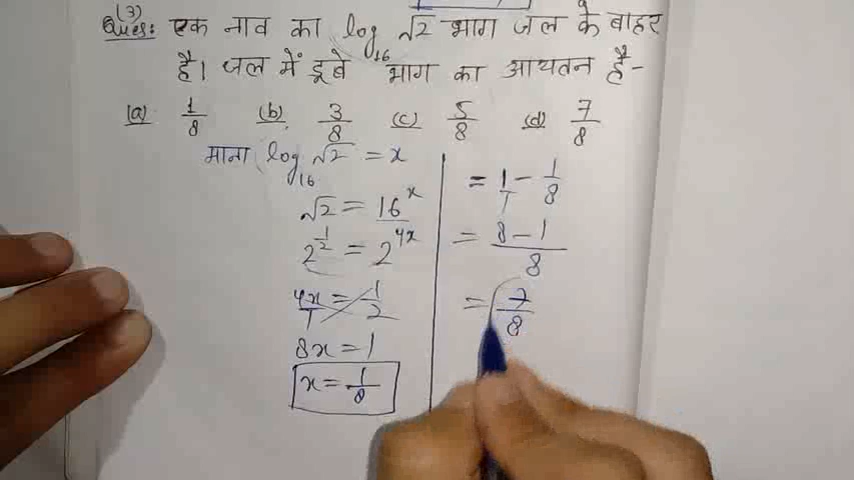 (3)
Ques: एक नाव का log₁₆ √2 भाग जल के बाहर
है। जल में डूबे भाग का आयतन है-
(a) 1/8 (b) 3/8 (c) 5/8 (d) 7/8
माना log₁₆ √2 = x
√2 = 16^x
2^(1/2) = 2^(4x)
4x/1 = 1/2
8x = 1
x = 1/8
= 1/1 - 1/8
= (8-1)/8
= 7/8